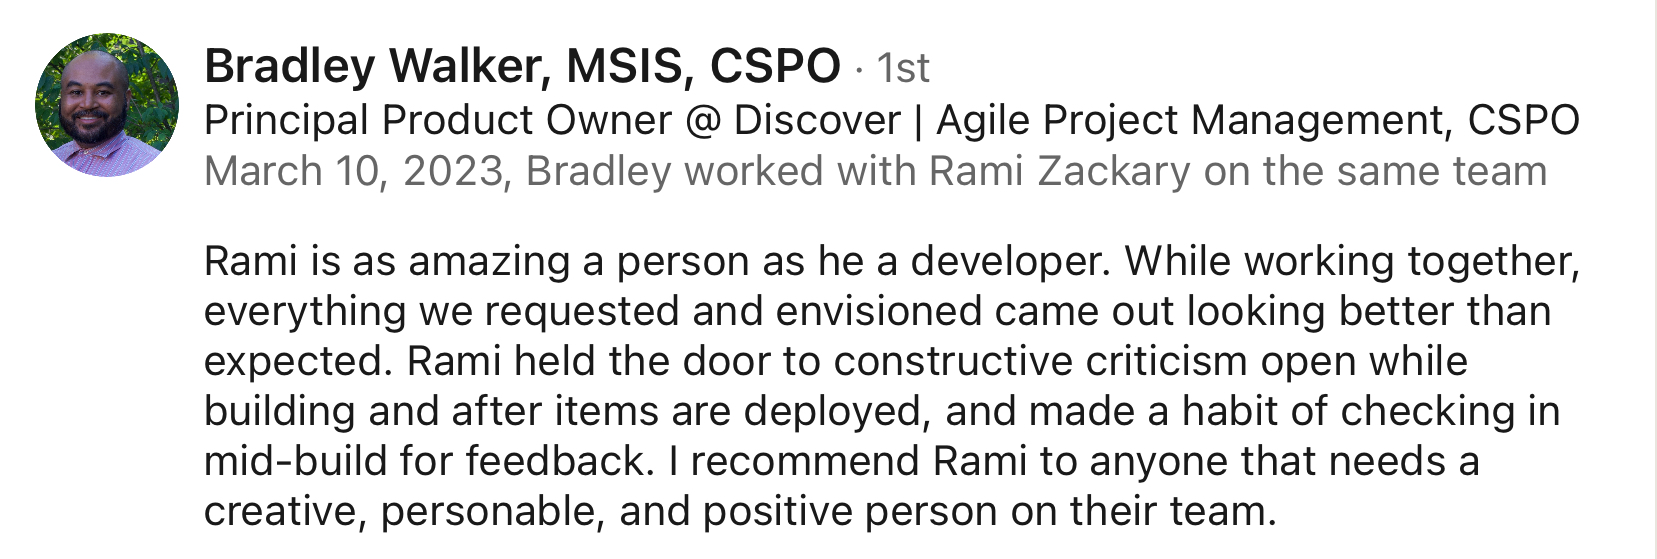 Bradley Walker, MSIS, CSPO · 1st
Principal Product Owner @ Discover | Agile Project Management, CSPO
March 10, 2023, Bradley worked with Rami Zackary on the same team
Rami is as amazing a person as he a developer. While working together,
everything we requested and envisioned came out looking better than
expected. Rami held the door to constructive criticism open while
building and after items are deployed, and made a habit of checking in
mid-build for feedback. I recommend Rami to anyone that needs a
creative, personable, and positive person on their team.